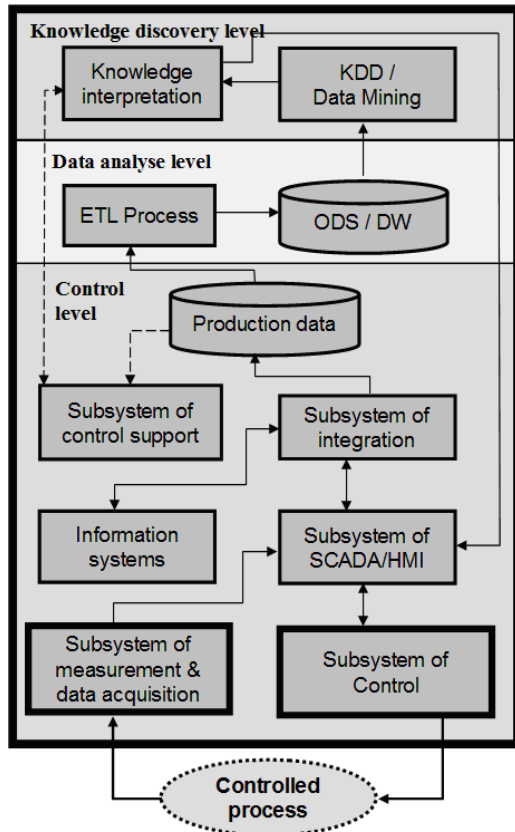 Knowledge discovery level
Knowledge
interpretation
KDD /
Data Mining
Data analyse level
ETL Process
ODS / DW
Control
level
Production data
Subsystem of
control support
Subsystem of
integration
Information
systems
Subsystem of
SCADA/HMI
Subsystem of
measurement &
data acquisition
Subsystem of
Control
Controlled
process